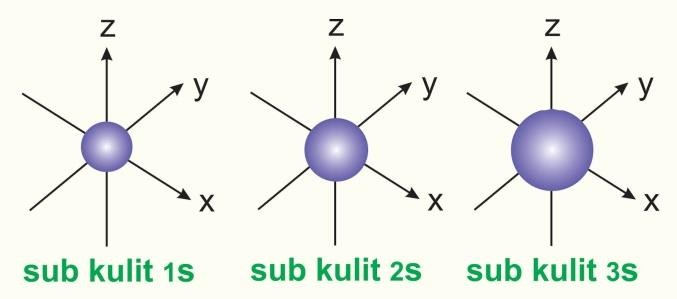 z z z
y y y
x x x
sub kulit 1s sub kulit 2s sub kulit 3s